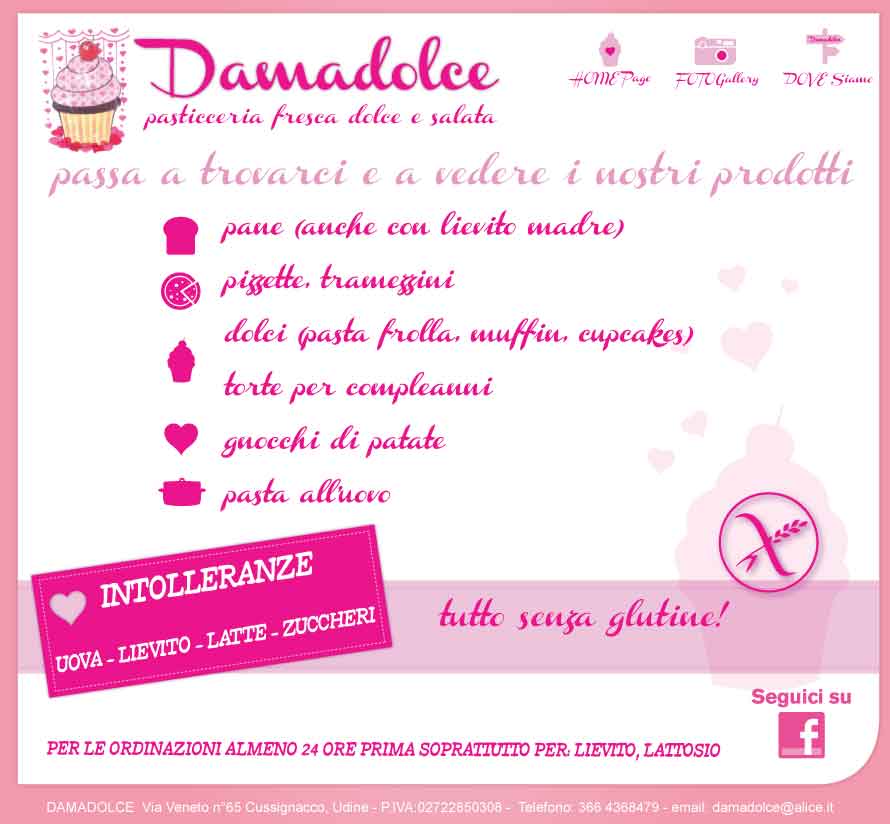 Damadolce
pasticceria fresca dolce e salata
HOMEPage
FOTOGallery
Damadolce
DOVE Siamo
passa a trovarci e a vedere i nostri prodotti
pane (anche con lievito madre)
pizzette, tramezzini
dolci (pasta frolla, muffin, cupcakes)
torte per compleanni
gnocchi di patate
pasta all'uovo
INTOLLERANZE
UOVA - LIEVITO - LATTE - ZUCCHERI
tutto senza glutine!
Seguici su
f
PER LE ORDINAZIONI ALMENO 24 ORE PRIMA SOPRATTUTTO PER: LIEVITO, LATTOSIO
DAMADOLCE Via Veneto n°65 Cussignacco, Udine - P.IVA:02722850308 - Telefono: 366 4368479 - email: damadolce@alice.it